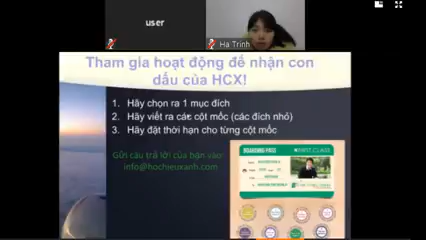 user
Ha Trinh
Tham gia hoạt động để nhận con
dấu của HCX!
1. Hãy chọn ra 1 mục đích
2. Hãy viết ra các cột mốc (các đích nhỏ)
3. Hãy đặt thời hạn cho từng cột mốc
Gửi câu trả lời của bạn vào:
info@hochieuxanh.com
BOARDING PASS
FIRST CLASS